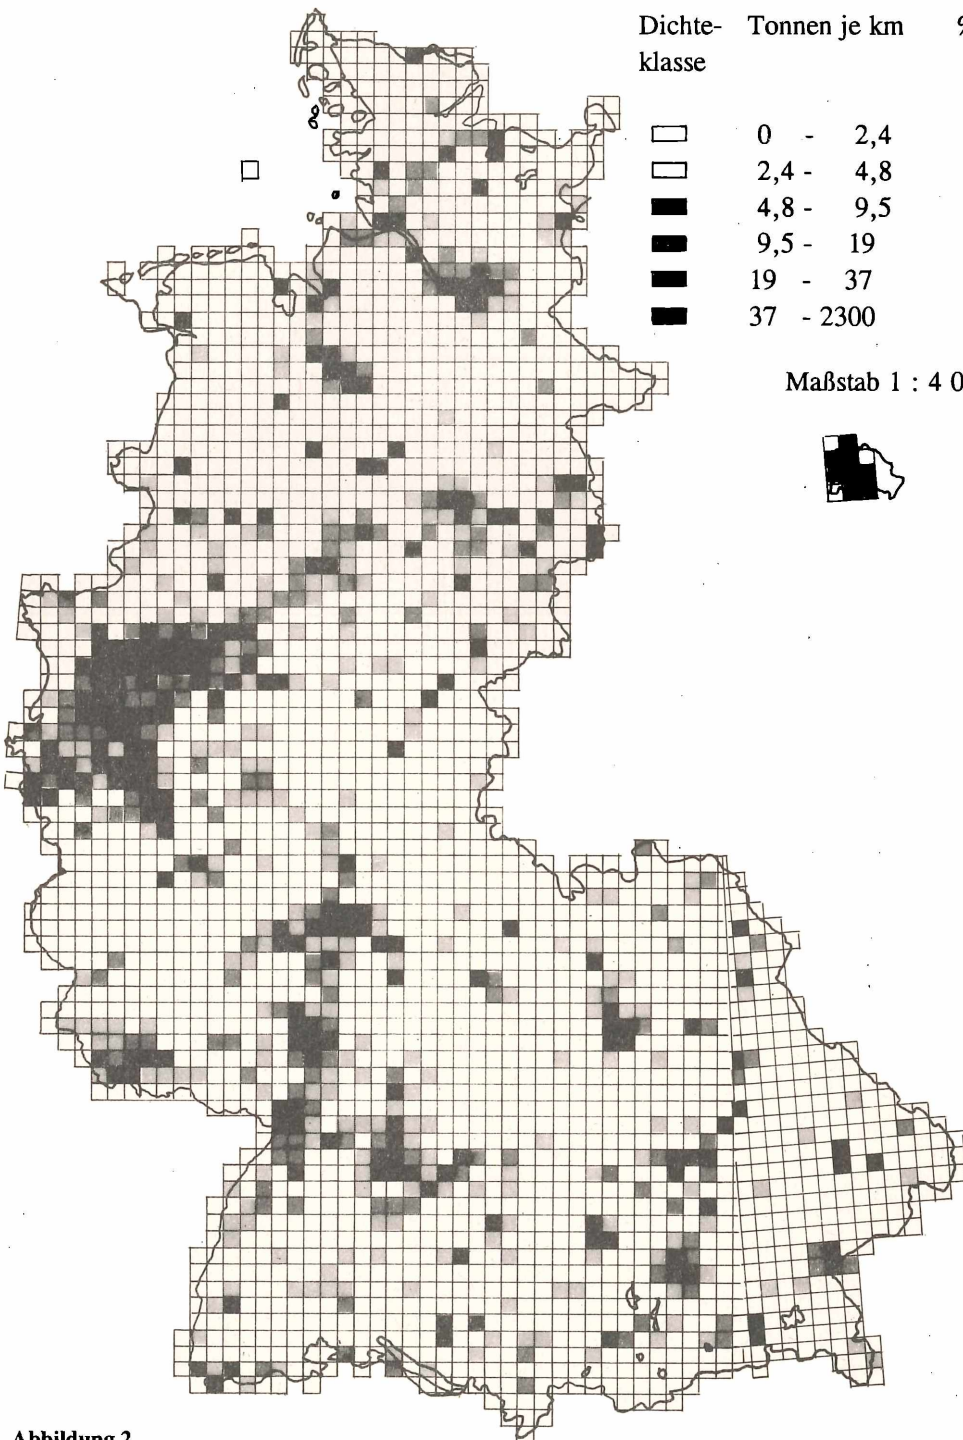 Dichte- Tonnen je km %
klasse
0 - 2,4
2,4 - 4,8
4,8 - 9,5
9,5 - 19
19 - 37
37 - 2300
Maßstab 1 : 4 0
Abbildung 2